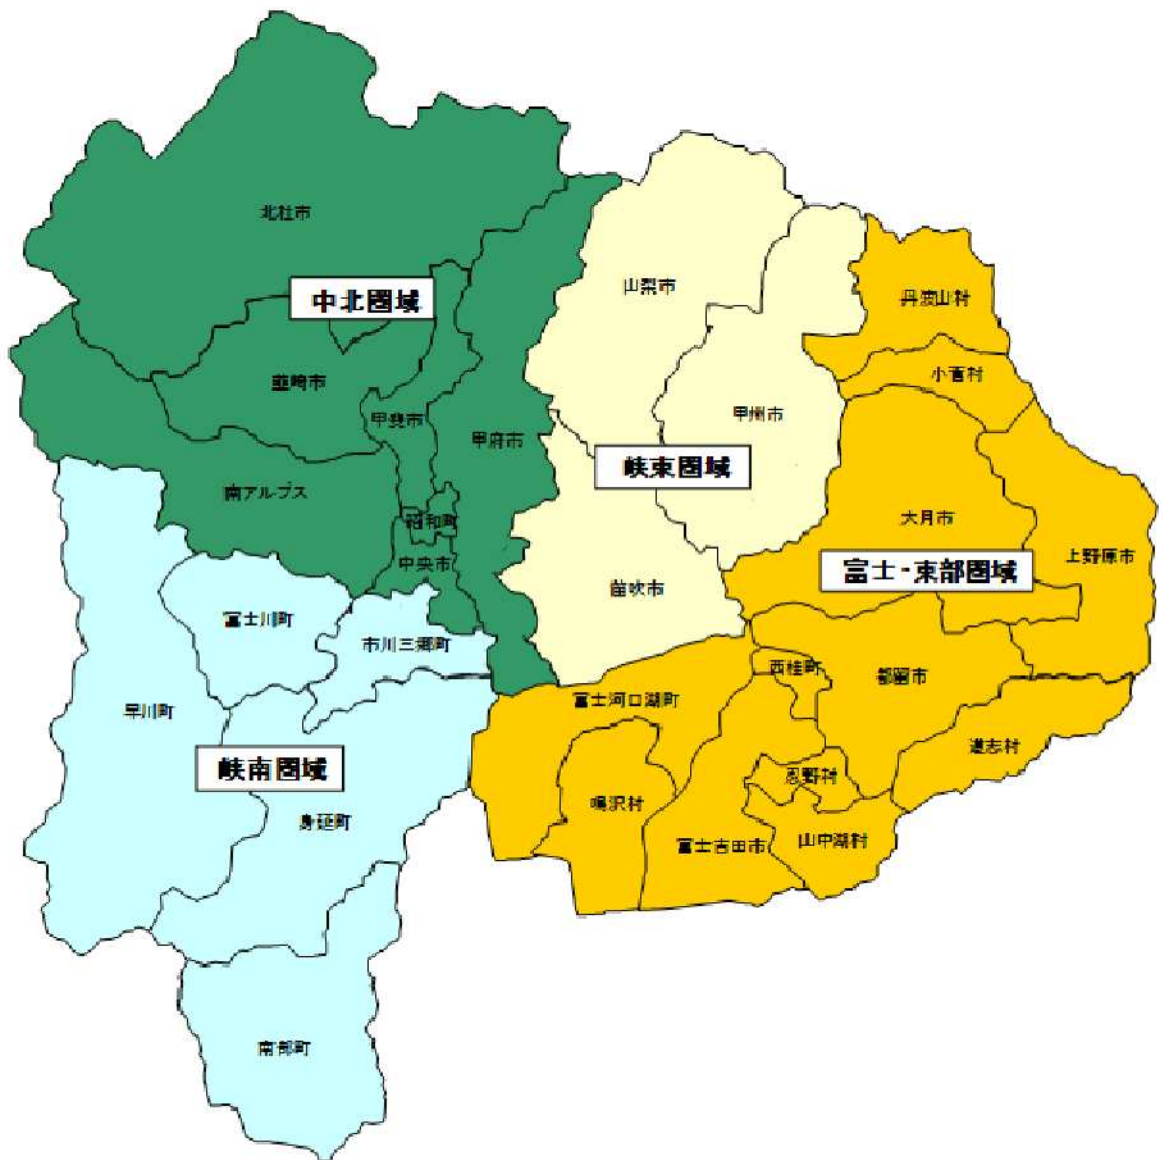 北杜市
山梨市
丹波山村
中北圏域
小菅村
韮崎市
甲斐市
甲府市
甲州市
峡東圏域
南アルプス
昭和町
大月市
中央市
上野原市
富士・東部圏域
笛吹市
富士川町
市川三郷町
西桂町
都留市
富士河口湖町
早川町
道志村
峡南圏域
忍野村
鳴沢村
身延町
富士吉田市
山中湖村
南部町